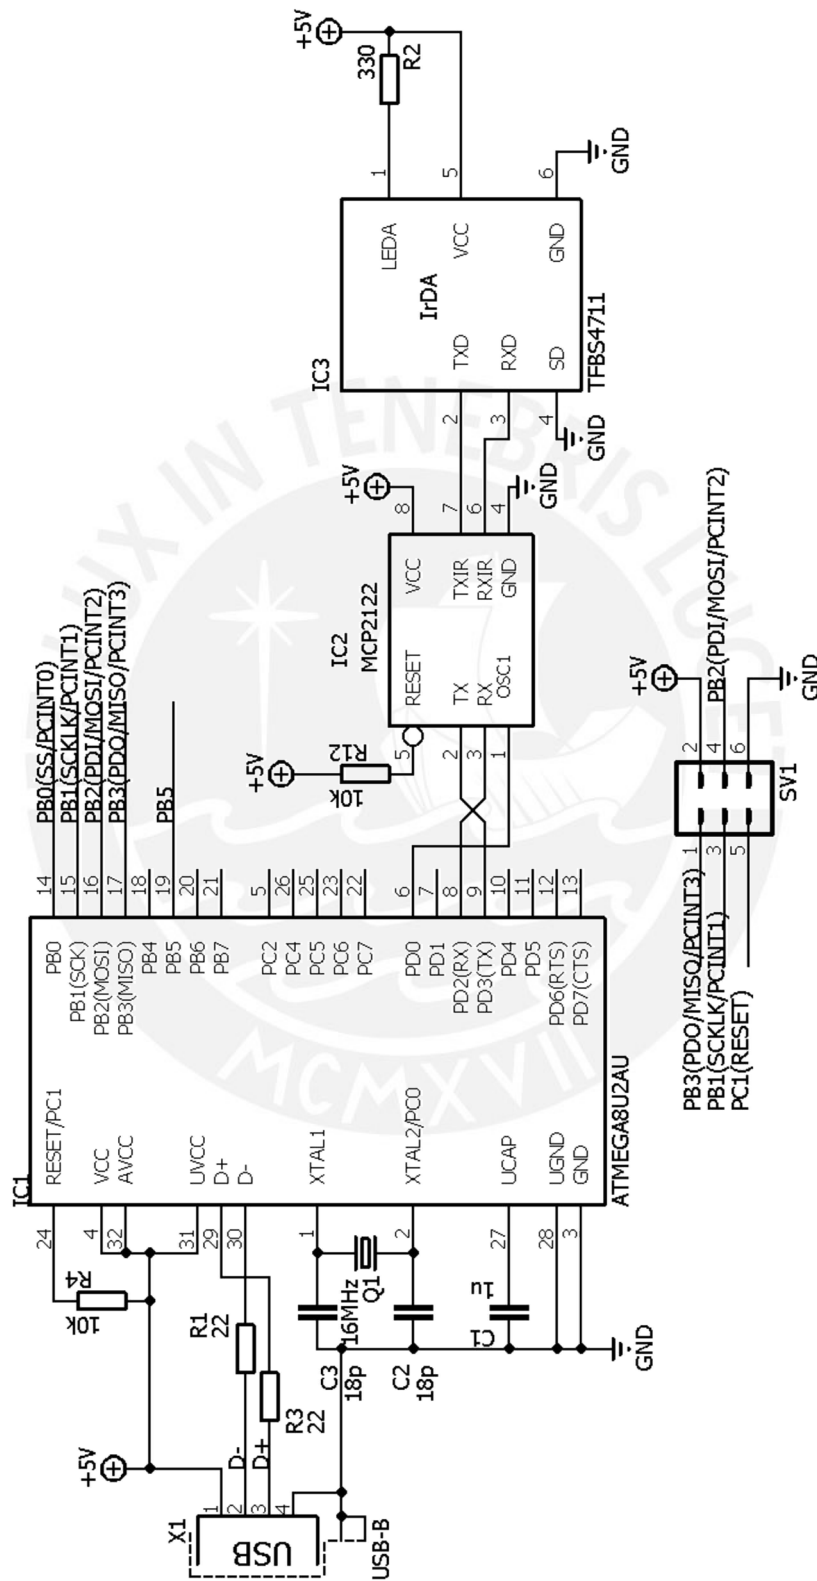 X1
USB
USB-B
1
2
3
4
D-
D+
+5V
R1
22
R3
22
R4
10k
C3
18p
C2
18p
16MHz
Q1
C1
1u
GND
IC1
ATMEGA8U2AU
24
4
32
31
29
30
1
2
27
28
3
RESET/PC1
VCC
AVCC
UVCC
D+
D-
XTAL1
XTAL2/PC0
UCAP
UGND
GND
PB0
PB1(SCK)
PB2(MOSI)
PB3(MISO)
PB4
PB5
PB6
PB7
PC2
PC4
PC5
PC6
PC7
PD0
PD1
PD2(RX)
PD3(TX)
PD4
PD5
PD6(RTS)
PD7(CTS)
14
15
16
17
18
19
20
21
5
26
25
23
22
6
7
8
9
10
11
12
13
PB0(SS/PCINT0)
PB1(SCKLK/PCINT1)
PB2(PDI/MOSI/PCINT2)
PB3(PDO/MISO/PCINT3)
PB5
+5V
R12
10k
IC2
MCP2122
5
2
3
1
RESET
TX
RX
OSC1
VCC
TXIR
RXIR
GND
8
7
6
4
+5V
GND
IC3
IrDA
TFBS4711
2
3
4
GND
TXD
RXD
SD
LEDA
VCC
GND
1
5
6
330
R2
+5V
GND
PB3(PDO/MISO/PCINT3)
PB1(SCKLK/PCINT1)
PC1(RESET)
1
3
5
SV1
2
4
6
+5V
PB2(PDI/MOSI/PCINT2)
GND
LUX IN TENEBRIS LUCET
MCMXVII